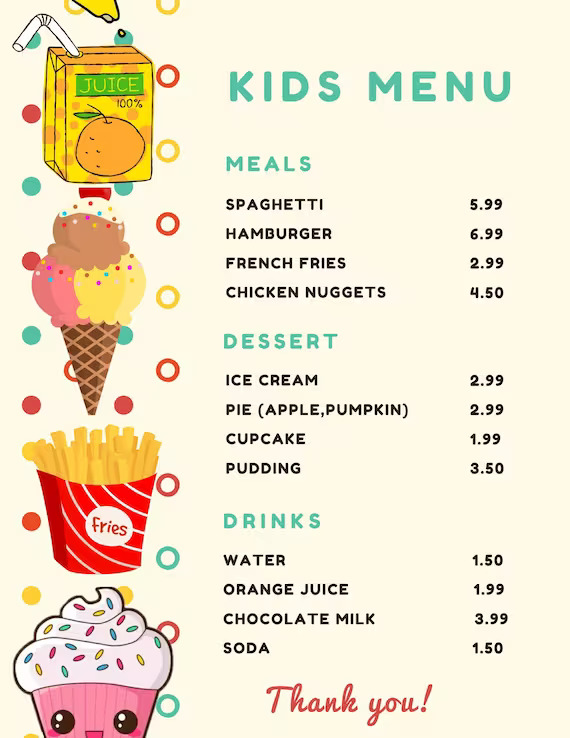 JUICE
100%
KIDS MENU
MEALS
SPAGHETTI 5.99
HAMBURGER 6.99
FRENCH FRIES 2.99
CHICKEN NUGGETS 4.50
DESSERT
ICE CREAM 2.99
PIE (APPLE,PUMPKIN) 2.99
CUPCAKE 1.99
PUDDING 3.50
fries
DRINKS
WATER 1.50
ORANGE JUICE 1.99
CHOCOLATE MILK 3.99
SODA 1.50
Thank you!